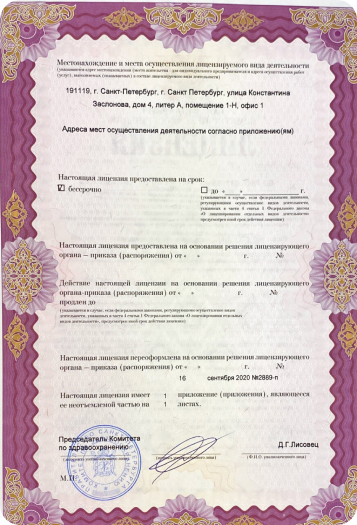 Местонахождение и места осуществления лицензируемого вида деятельности
(указываются адрес местонахождения (место жительства - для индивидуального предпринимателя) и адреса осуществления работ
(услуг), выполняемых (оказываемых) в составе лицензируемого вида деятельности)
191119, г. Санкт-Петербург, г. Санкт Петербург, улица Константина
Заслонова, дом 4, литер А, помещение 1-Н, офис 1
Адреса мест осуществления деятельности согласно приложению(ям)
Настоящая лицензия предоставлена на срок:
бессрочно
до « » г.
(указывается в случае, если федеральными законами,
регулирующими осуществление видов деятельности,
указанных в части 4 статьи 1 Федерального закона
«О лицензировании отдельных видов деятельности»
предусмотрен иной срок действия лицензии)
Настоящая лицензия предоставлена на основании решения лицензирующего
органа – приказа (распоряжения) от « » г. №
Действие настоящей лицензии на основании решения лицензирующего
органа-приказа (распоряжения) от « » г. №
продлен до
(указывается в случае, если федеральными законами, регулирующими осуществление видов
деятельности, указанных в части 4 статьи 1 Федерального закона «О лицензировании отдельных
видов деятельности», предусмотрен иной срок действия лицензии)
Настоящая лицензия переоформлена на основании решения лицензирующего
органа – приказа (распоряжения) от « » г. №
16 сентября 2020 №2889-п
Настоящая лицензия имеет 1 приложение (приложения), являющееся
ее неотъемлемой частью на 1 листах.
Председатель Комитета
по здравоохранению
Д.Г.Лисовец
(должность уполномоченного лица)
(подпись уполномоченного лица)
(Ф.И.О. уполномоченного лица)
М.П.